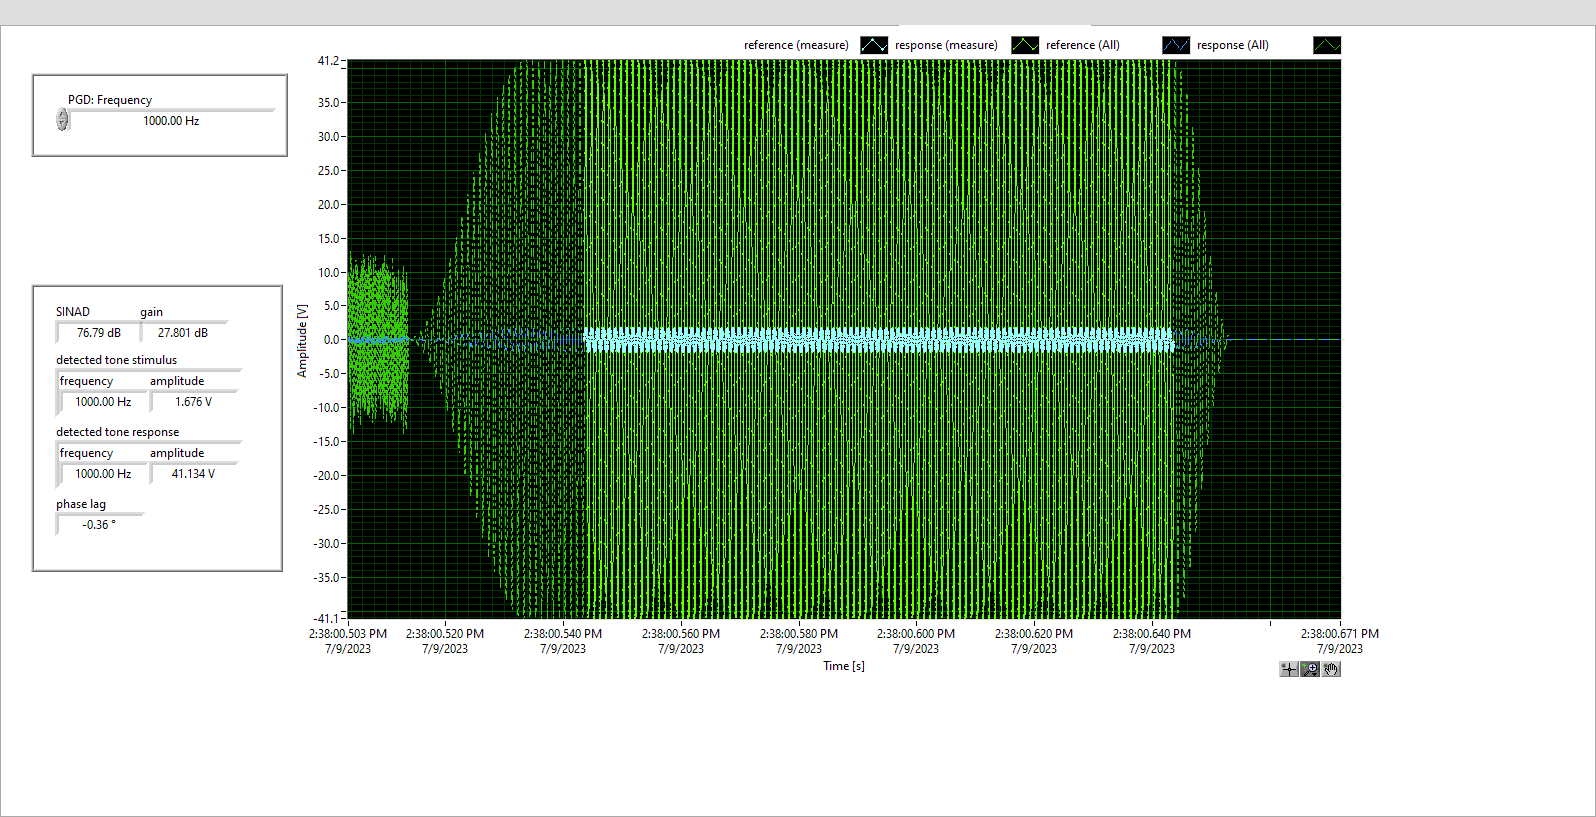 reference (measure) response (measure) reference (All) response (All)
PGD: Frequency
1000.00 Hz
SINAD gain
76.79 dB 27.801 dB
detected tone stimulus
frequency amplitude
1000.00 Hz 1.676 V
detected tone response
frequency amplitude
1000.00 Hz 41.134 V
phase lag
-0.36 °
Amplitude [V]
41.2
35.0
30.0
25.0
20.0
15.0
10.0
5.0
0.0
-5.0
-10.0
-15.0
-20.0
-25.0
-30.0
-35.0
-41.1
2:38:00.503 PM 2:38:00.520 PM 2:38:00.540 PM 2:38:00.560 PM 2:38:00.580 PM 2:38:00.600 PM 2:38:00.620 PM 2:38:00.640 PM 2:38:00.671 PM
7/9/2023 7/9/2023 7/9/2023 7/9/2023 7/9/2023 7/9/2023 7/9/2023 7/9/2023 7/9/2023
Time [s]